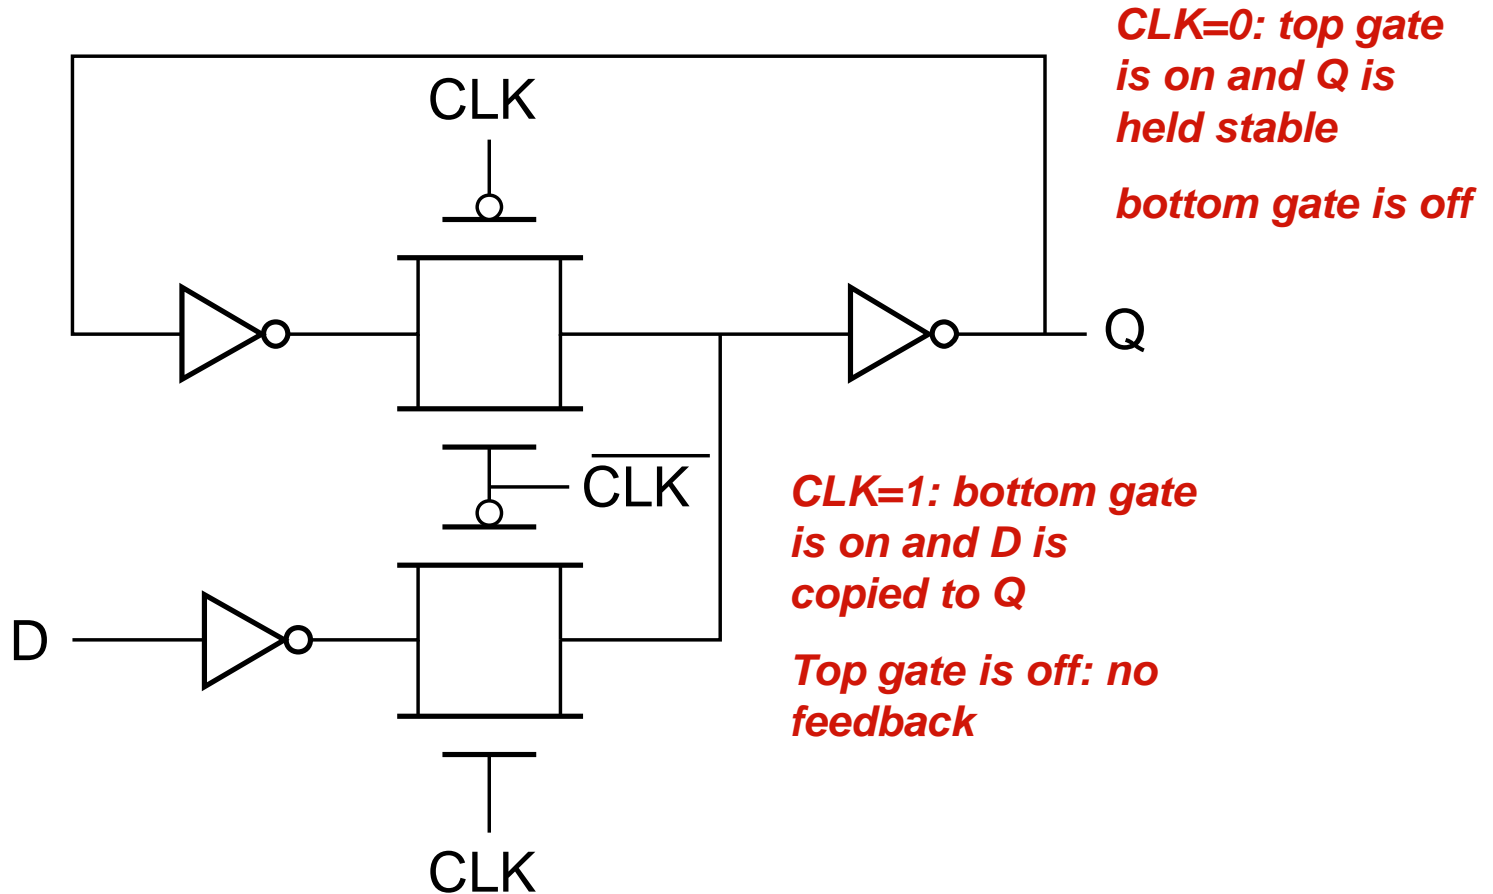 CLK=0: top gate
is on and Q is
held stable
bottom gate is off
CLK
Q
C̅L̅K̅
CLK=1: bottom gate
is on and D is
copied to Q
Top gate is off: no
feedback
D
CLK